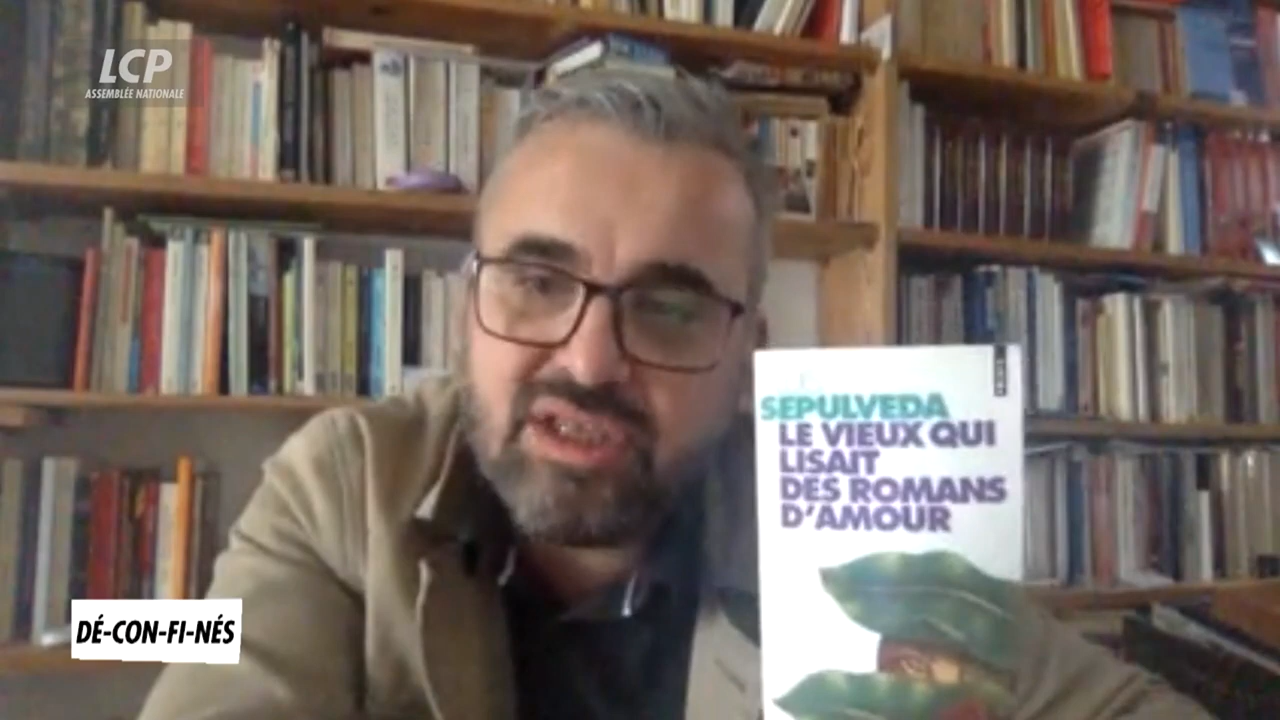 LCP
ASSEMBLÉE NATIONALE
SEPULVEDA
LE VIEUX QUI
LISAIT
DES ROMANS
D'AMOUR
DÉ-CON-FI-NÉS